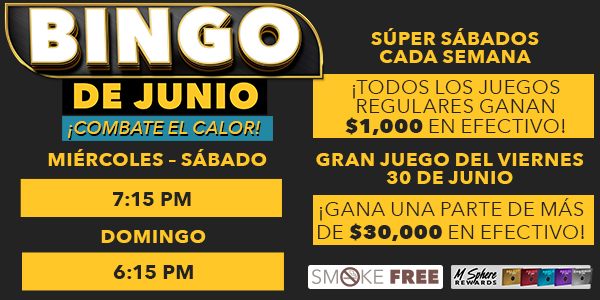 BINGO
DE JUNIO
¡COMBATE EL CALOR!
MIÉRCOLES – SÁBADO
7:15 PM
DOMINGO
6:15 PM
SÚPER SÁBADOS
CADA SEMANA
¡TODOS LOS JUEGOS
REGULARES GANAN
$1,000 EN EFECTIVO!
GRAN JUEGO DEL VIERNES
30 DE JUNIO
¡GANA UNA PARTE DE MÁS
DE $30,000 EN EFECTIVO!
SMOKE FREE
M Sphere
REWARDS